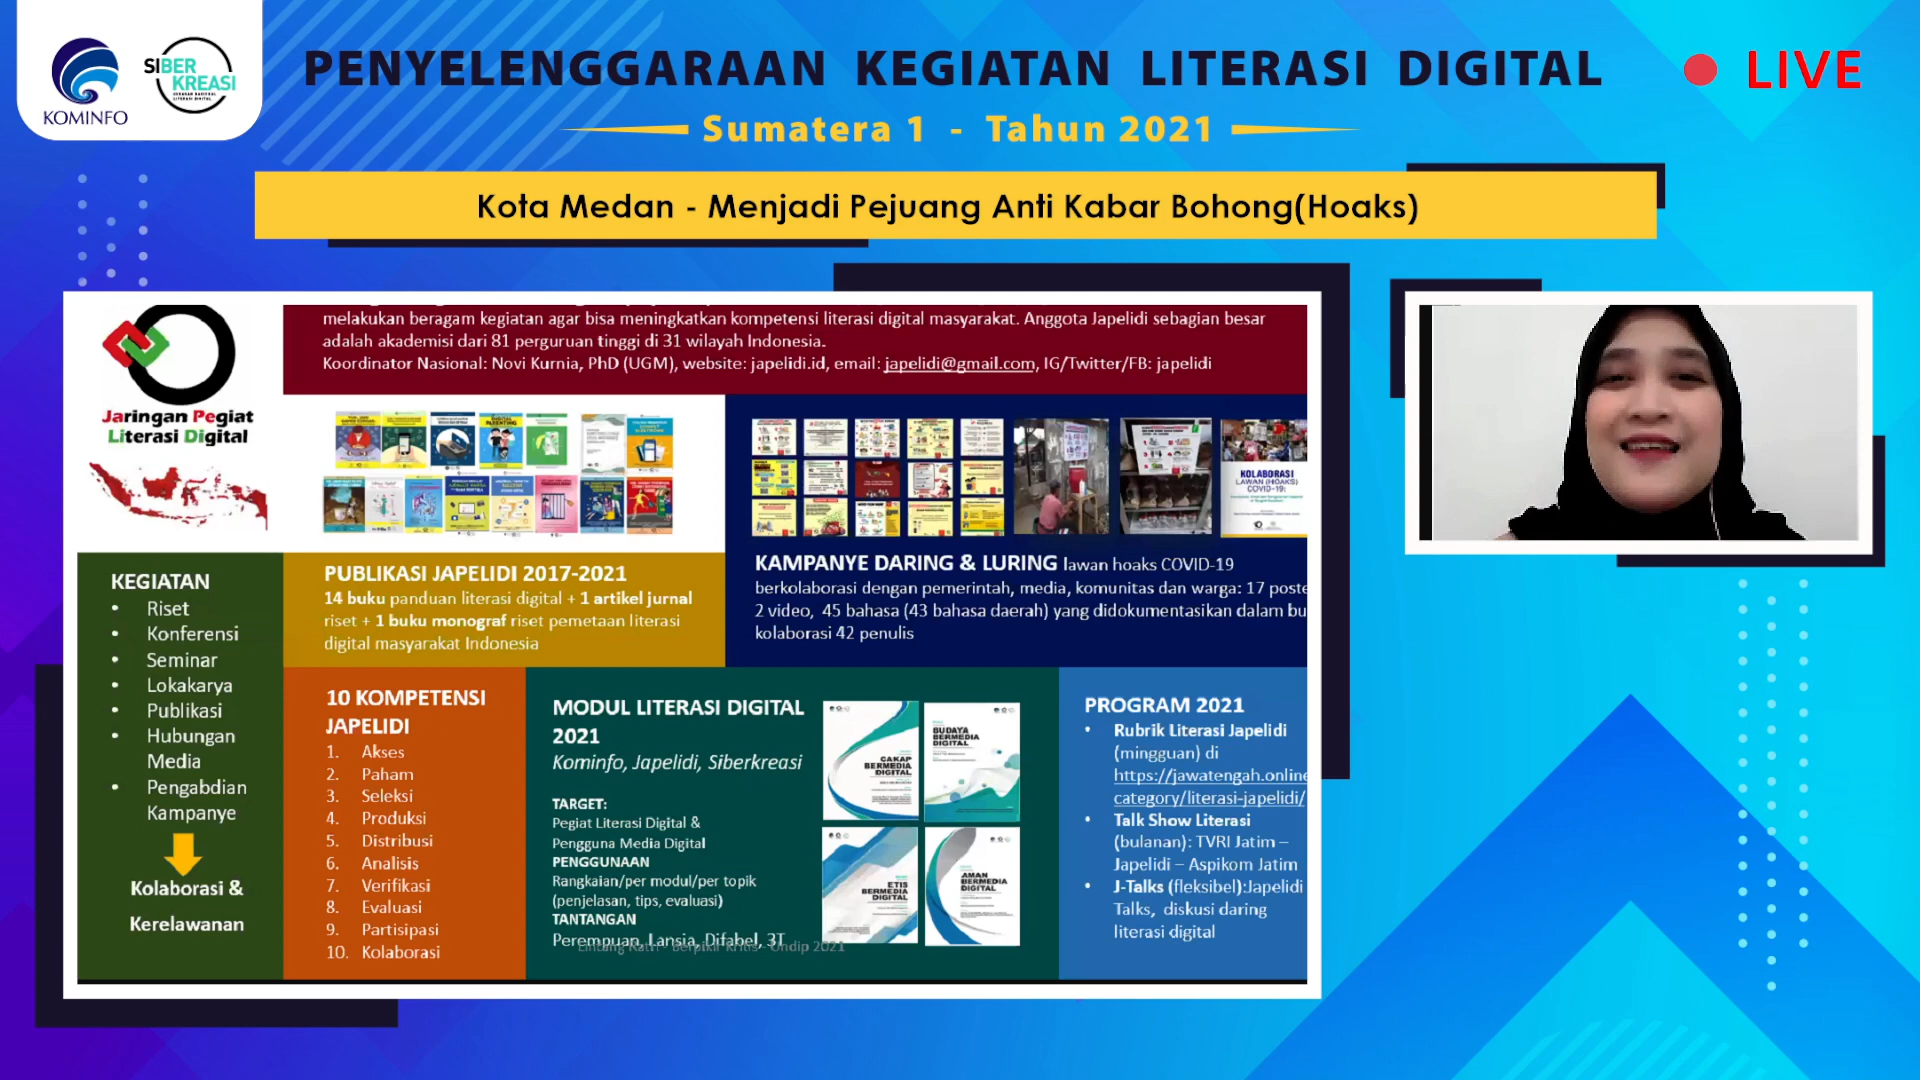 KOMINFO
SIBER
KREASI
PENYELENGGARAAN KEGIATAN LITERASI DIGITAL
LIVE
Sumatera 1 - Tahun 2021
Kota Medan - Menjadi Pejuang Anti Kabar Bohong(Hoaks)
melakukan beragam kegiatan agar bisa meningkatkan kompetensi literasi digital masyarakat. Anggota Japelidi sebagian besar
adalah akademisi dari 81 perguruan tinggi di 31 wilayah Indonesia.
Koordinator Nasional: Novi Kurnia, PhD (UGM), website: japelidi.id, email: japelidi@gmail.com, IG/Twitter/FB: japelidi
Jaringan Pegiat
Literasi Digital
KOLABORASI
LAWAN (HOAKS)
COVID-19:
KEGIATAN
• Riset
• Konferensi
• Seminar
• Lokakarya
• Publikasi
• Hubungan
Media
• Pengabdian
Kampanye
Kolaborasi &
Kerelawanan
PUBLIKASI JAPELIDI 2017-2021
14 buku panduan literasi digital + 1 artikel jurnal
riset + 1 buku monograf riset pemetaan literasi
digital masyarakat Indonesia
KAMPANYE DARING & LURING lawan hoaks COVID-19
berkolaborasi dengan pemerintah, media, komunitas dan warga: 17 poste
2 video, 45 bahasa (43 bahasa daerah) yang didokumentasikan dalam bu
kolaborasi 42 penulis
10 KOMPETENSI
JAPELIDI
1. Akses
2. Paham
3. Seleksi
4. Produksi
5. Distribusi
6. Analisis
7. Verifikasi
8. Evaluasi
9. Partisipasi
10. Kolaborasi
MODUL LITERASI DIGITAL
2021
Kominfo, Japelidi, Siberkreasi
TARGET:
Pegiat Literasi Digital &
Pengguna Media Digital
PENGGUNAAN
Rangkaian/per modul/per topik
(penjelasan, tips, evaluasi)
TANTANGAN
Perempuan, Lansia, Difabel, 3T
Lintang Ratri - Berpikir Kritis - Undip 2021
CAKAP
BERMEDIA
DIGITAL
BUDAYA
BERMEDIA
DIGITAL
ETIS
BERMEDIA
DIGITAL
AMAN
BERMEDIA
DIGITAL
PROGRAM 2021
• Rubrik Literasi Japelidi
(mingguan) di
https://jawatengah.online
category/literasi-japelidi/
• Talk Show Literasi
(bulanan): TVRI Jatim –
Japelidi – Aspikom Jatim
• J-Talks (fleksibel):Japelidi
Talks, diskusi daring
literasi digital